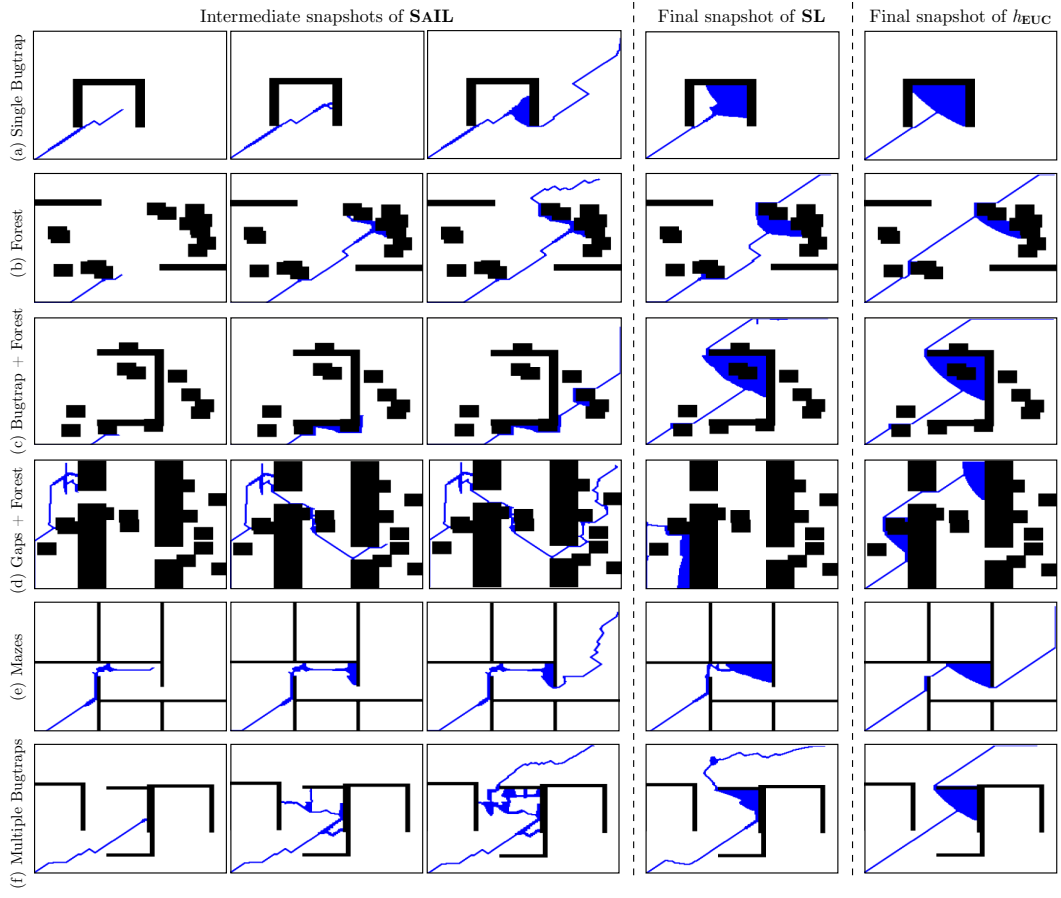 Intermediate snapshots of SAIL
Final snapshot of SL
Final snapshot of hEUC
(a) Single Bugtrap
(b) Forest
(c) Bugtrap + Forest
(d) Gaps + Forest
(e) Mazes
(f) Multiple Bugtraps